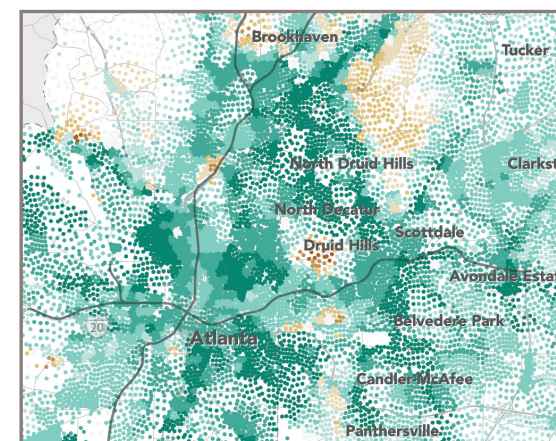 Brookhaven
Tucker
North Druid Hills
Clarkst
North Decatur
Scottdale
Druid Hills
Avondale Estat
20
Belvedere Park
Atlanta
Candler-McAfee
Panthersville